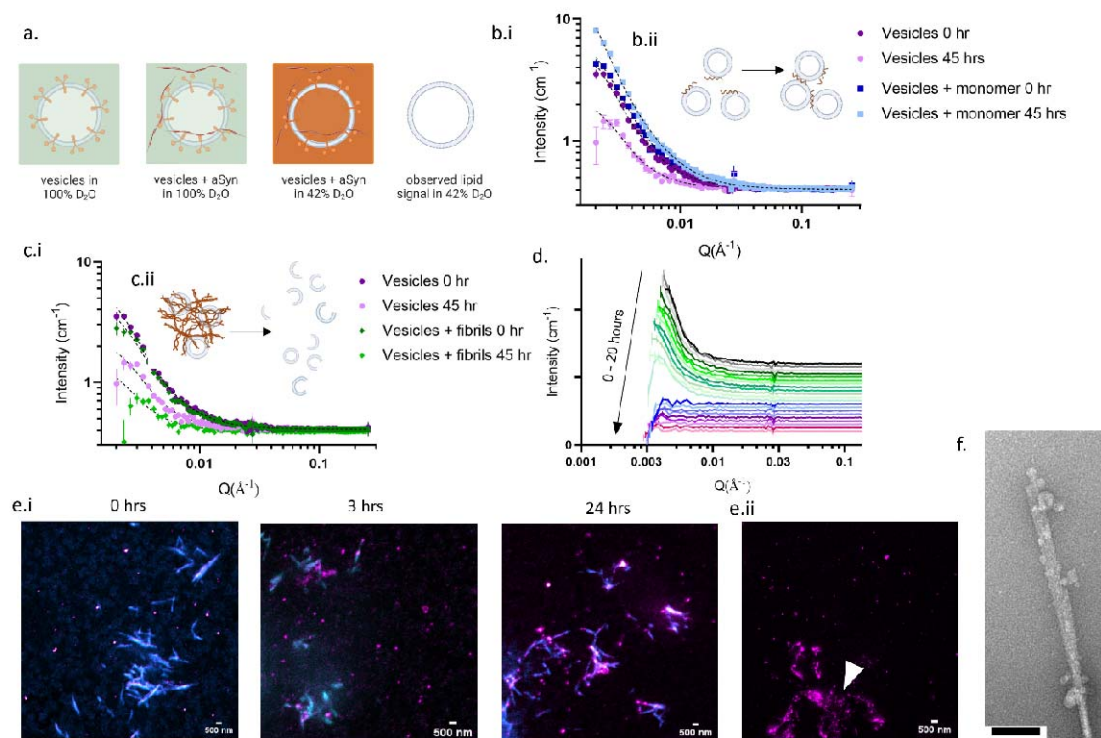 a.
vesicles in
100% D₂O
vesicles + aSyn
in 100% D₂O
vesicles + aSyn
in 42% D₂O
observed lipid
signal in 42% D₂O
b.i
b.ii
Intensity (cm⁻¹)
10
1
0.01
0.1
Q(Å⁻¹)
Vesicles 0 hr
Vesicles 45 hrs
Vesicles + monomer 0 hr
Vesicles + monomer 45 hrs
c.i
c.ii
Intensity (cm⁻¹)
10
1
0.01
0.1
Q(Å⁻¹)
Vesicles 0 hr
Vesicles 45 hr
Vesicles + fibrils 0 hr
Vesicles + fibrils 45 hr
d.
Intensity (cm⁻¹)
0 - 20 hours
0
0.001
0.003
0.01
0.03
0.1
Q(Å⁻¹)
e.i
0 hrs
3 hrs
24 hrs
e.ii
f.
500 nm
500 nm
500 nm
500 nm